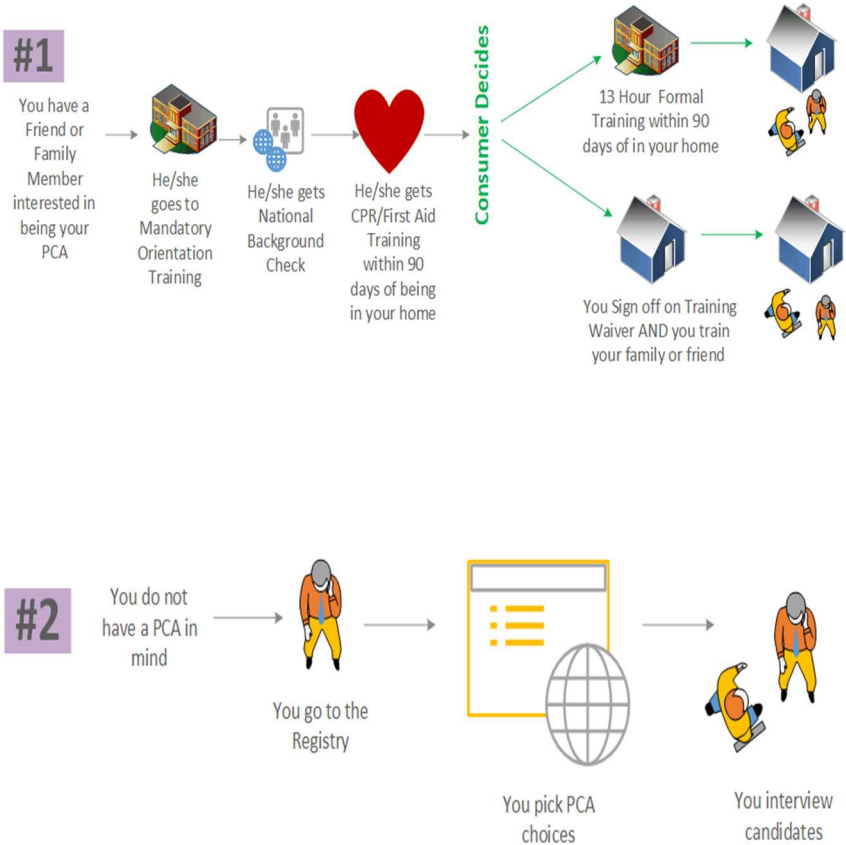 #1
You have a
Friend or
Family
Member
interested in
being your
PCA
He/she
goes to
Mandatory
Orientation
Training
He/she gets
National
Background
Check
He/she gets
CPR/First Aid
Training
within 90
days of being
in your home
Consumer Decides
13 Hour Formal
Training within 90
days of in your home
You Sign off on Training
Waiver AND you train
your family or friend
#2
You do not
have a PCA in
mind
You go to the
Registry
You pick PCA
choices
You interview
candidates